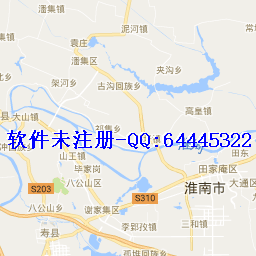 泥河镇
袁庄
潘集区
潘集区
夹沟乡
架河乡
古沟回族乡
大山镇
高皇镇
祁集乡
软件未注册-QQ:64445322
山王镇
田东
毕家岗
田家庵区
S203
八公山区
大通区
淮南市
八公山乡
S310
谢家集区
寿县
李郢孜镇
三和镇
孤堆回族乡